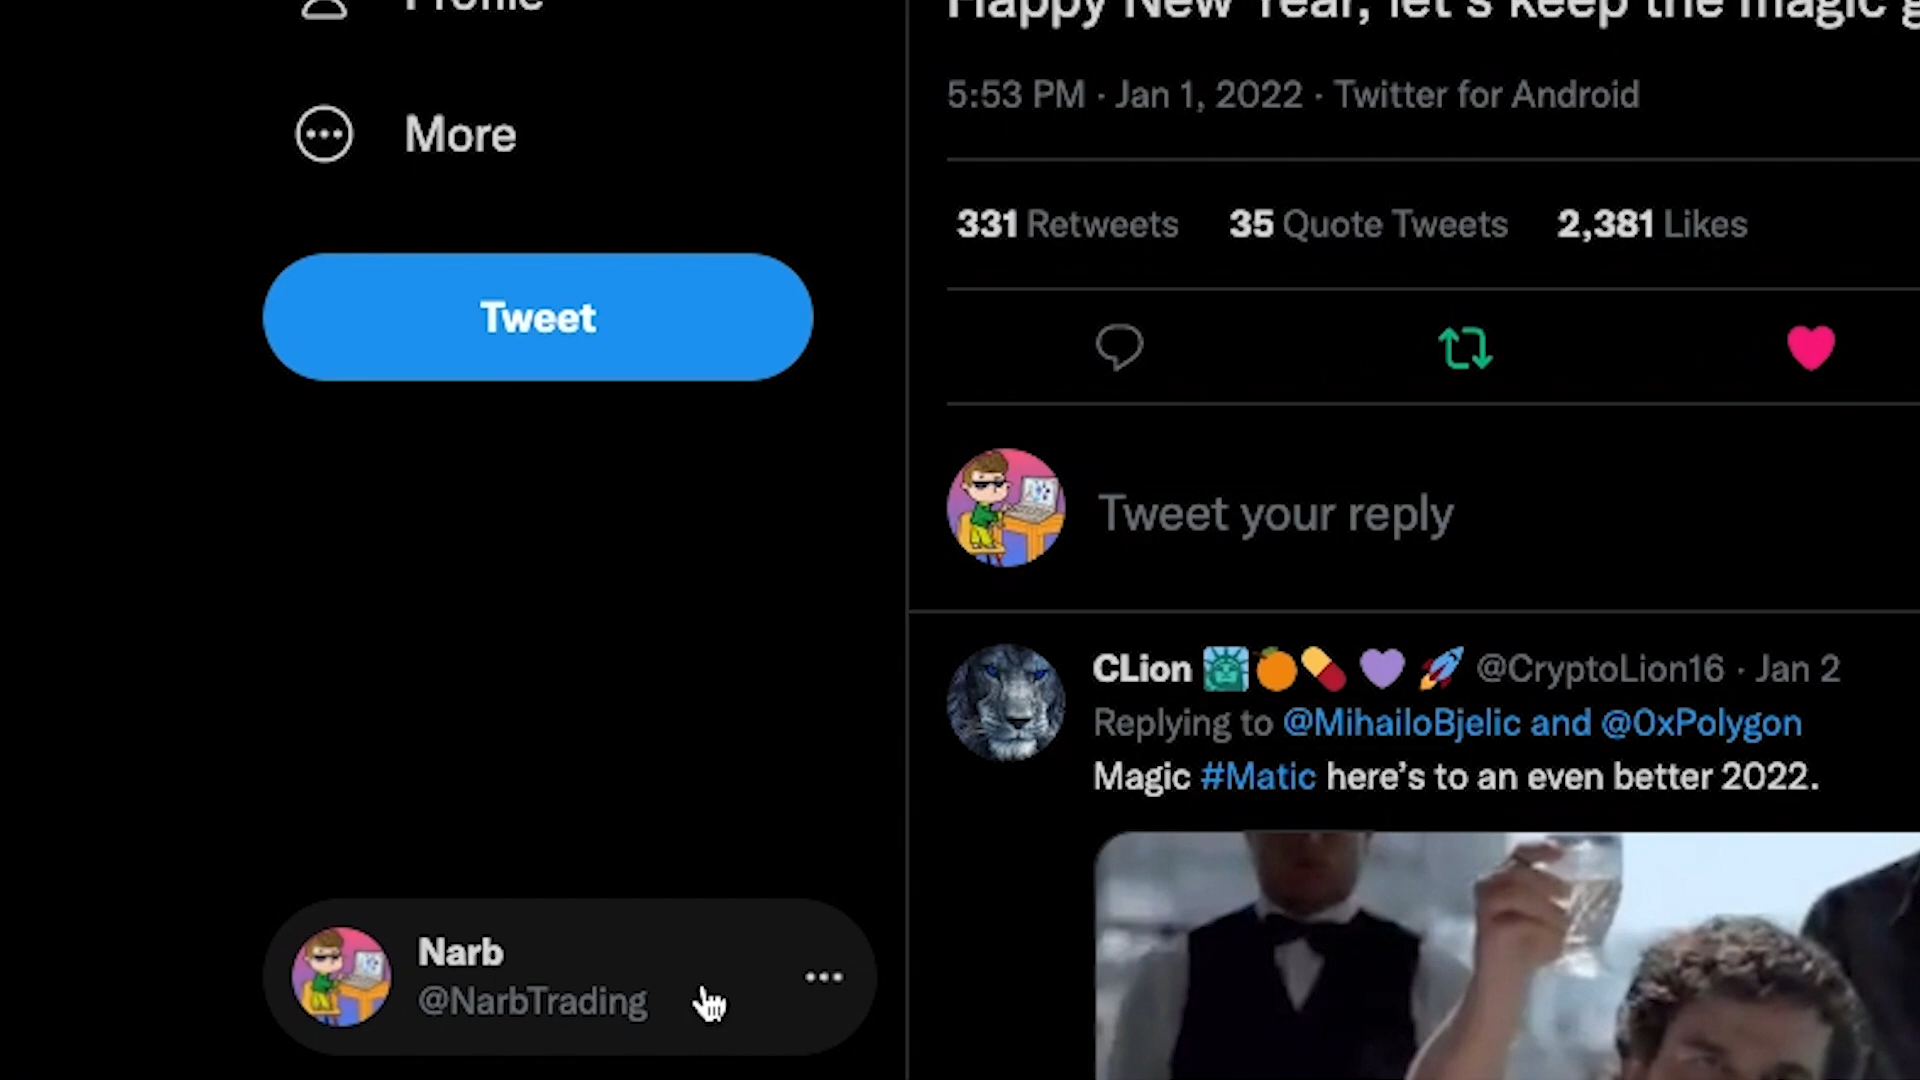 Profile
More
Tweet
Narb
@NarbTrading
Happy New Year, let's keep the magic
5:53 PM · Jan 1, 2022 · Twitter for Android
331 Retweets 35 Quote Tweets 2,381 Likes
Tweet your reply
CLion 🗽🍊💊 💜 🚀 @CryptoLion16 · Jan 2
Replying to @MihailoBjelic and @0xPolygon
Magic #Matic here's to an even better 2022.